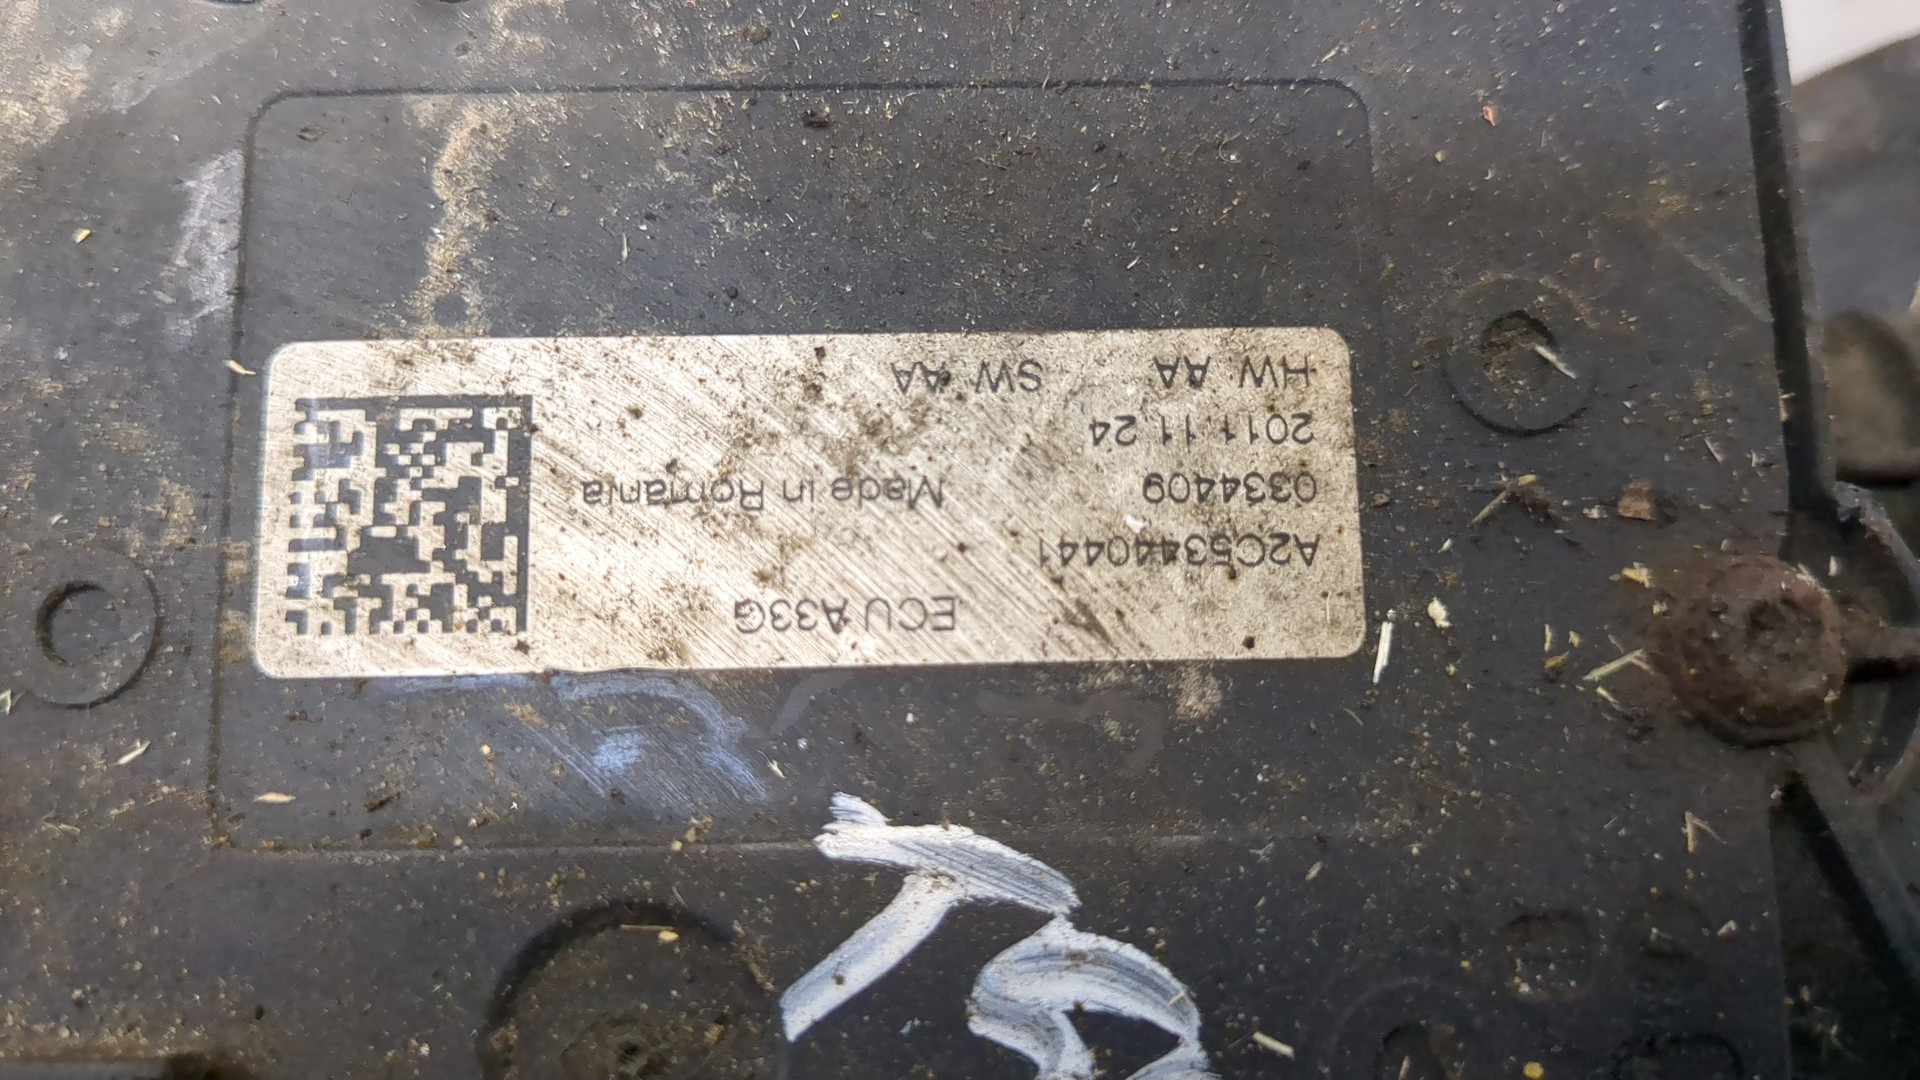 ECU A33G
A2C53440441
0334409 Made in Romania
2011 11 24
HW AA SW AA